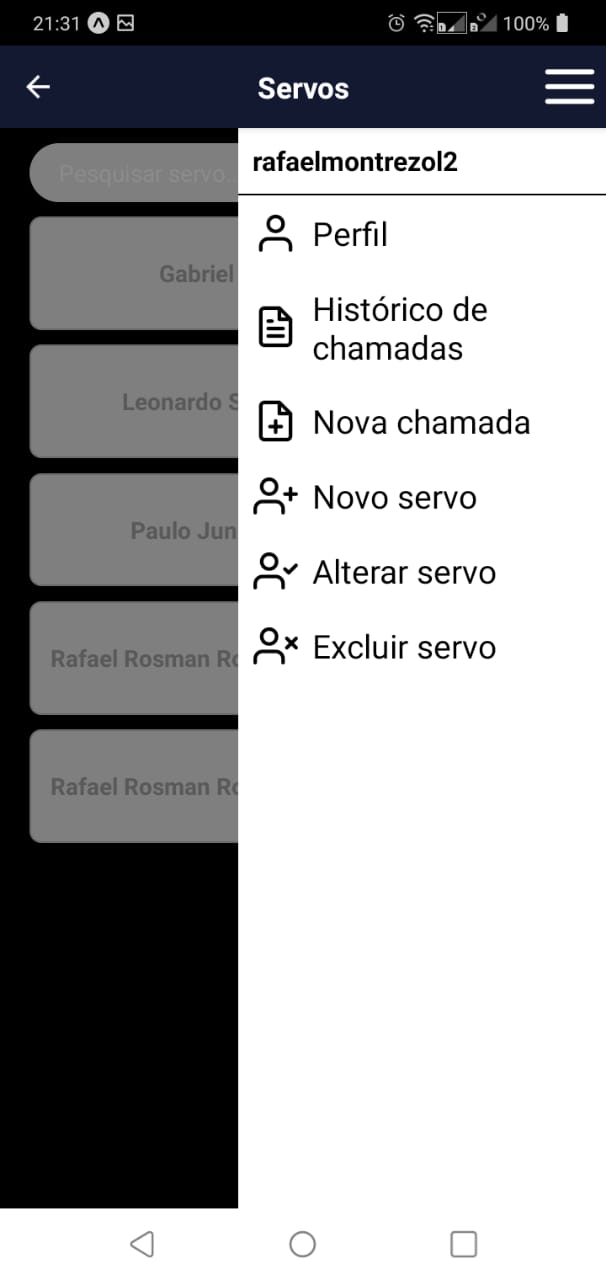 21:31 100%
Servos
rafaelmontrezol2
Pesquisar servo..
Perfil
Gabriel
Histórico de
chamadas
Leonardo S
Nova chamada
Novo servo
Paulo Jun
Alterar servo
Rafael Rosman Ro
Excluir servo
Rafael Rosman Ro